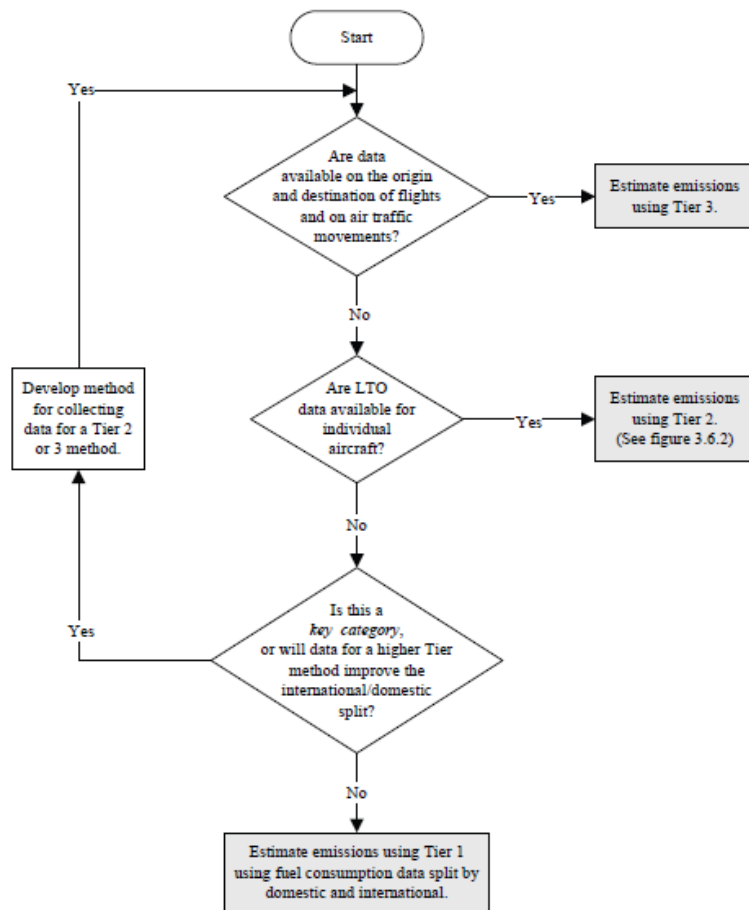 Start
Yes
Are data
available on the origin
and destination of flights
and on air traffic
movements?
Yes
Estimate emissions
using Tier 3.
No
Develop method
for collecting
data for a Tier 2
or 3 method.
Are LTO
data available for
individual
aircraft?
Yes
Estimate emissions
using Tier 2.
(See figure 3.6.2)
No
Yes
Is this a
key category,
or will data for a higher Tier
method improve the
international/domestic
split?
No
Estimate emissions using Tier 1
using fuel consumption data split by
domestic and international.